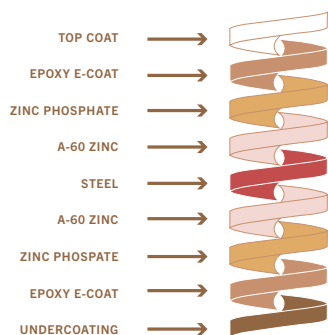 TOP COAT
EPOXY E-COAT
ZINC PHOSPHATE
A-60 ZINC
STEEL
A-60 ZINC
ZINC PHOSPATE
EPOXY E-COAT
UNDERCOATING